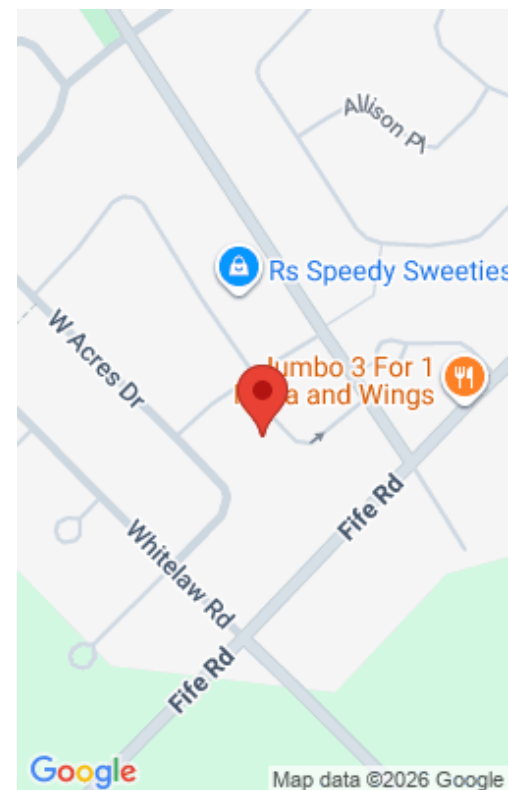 Allison Pl
Rs Speedy Sweeties
W Acres Dr
Jumbo 3 For 1
and Wings
Fife Rd
Whitelaw Rd
Fife Rd
Google
Map data ©2026 Google